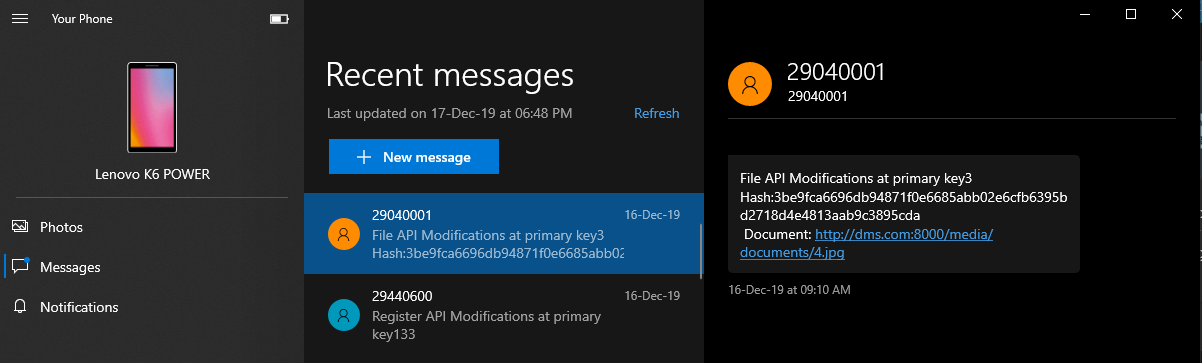 Your Phone
Lenovo K6 POWER
Photos
Messages
Notifications
Recent messages
Last updated on 17-Dec-19 at 06:48 PM
Refresh
New message
29040001
16-Dec-19
File API Modifications at primary key3
Hash:3be9fca6696db94871f0e6685abb02
29440600
16-Dec-19
Register API Modifications at primary
key133
29040001
29040001
File API Modifications at primary key3
Hash:3be9fca6696db94871f0e6685abb02e6cfb6395b
d2718d4e4813aab9c3895cda
Document: http://dms.com:8000/media/
documents/4.jpg
16-Dec-19 at 09:10 AM